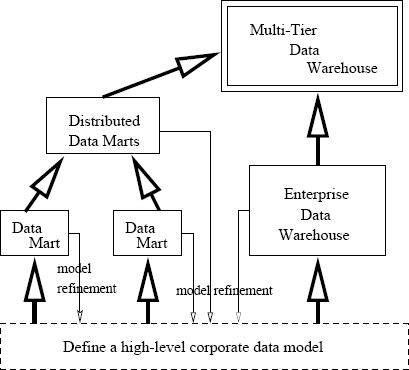 Multi-Tier
Data
Warehouse
Distributed
Data Marts
Enterprise
Data
Warehouse
Data
Mart
Data
Mart
model
refinement
model refinement
Define a high-level corporate data model